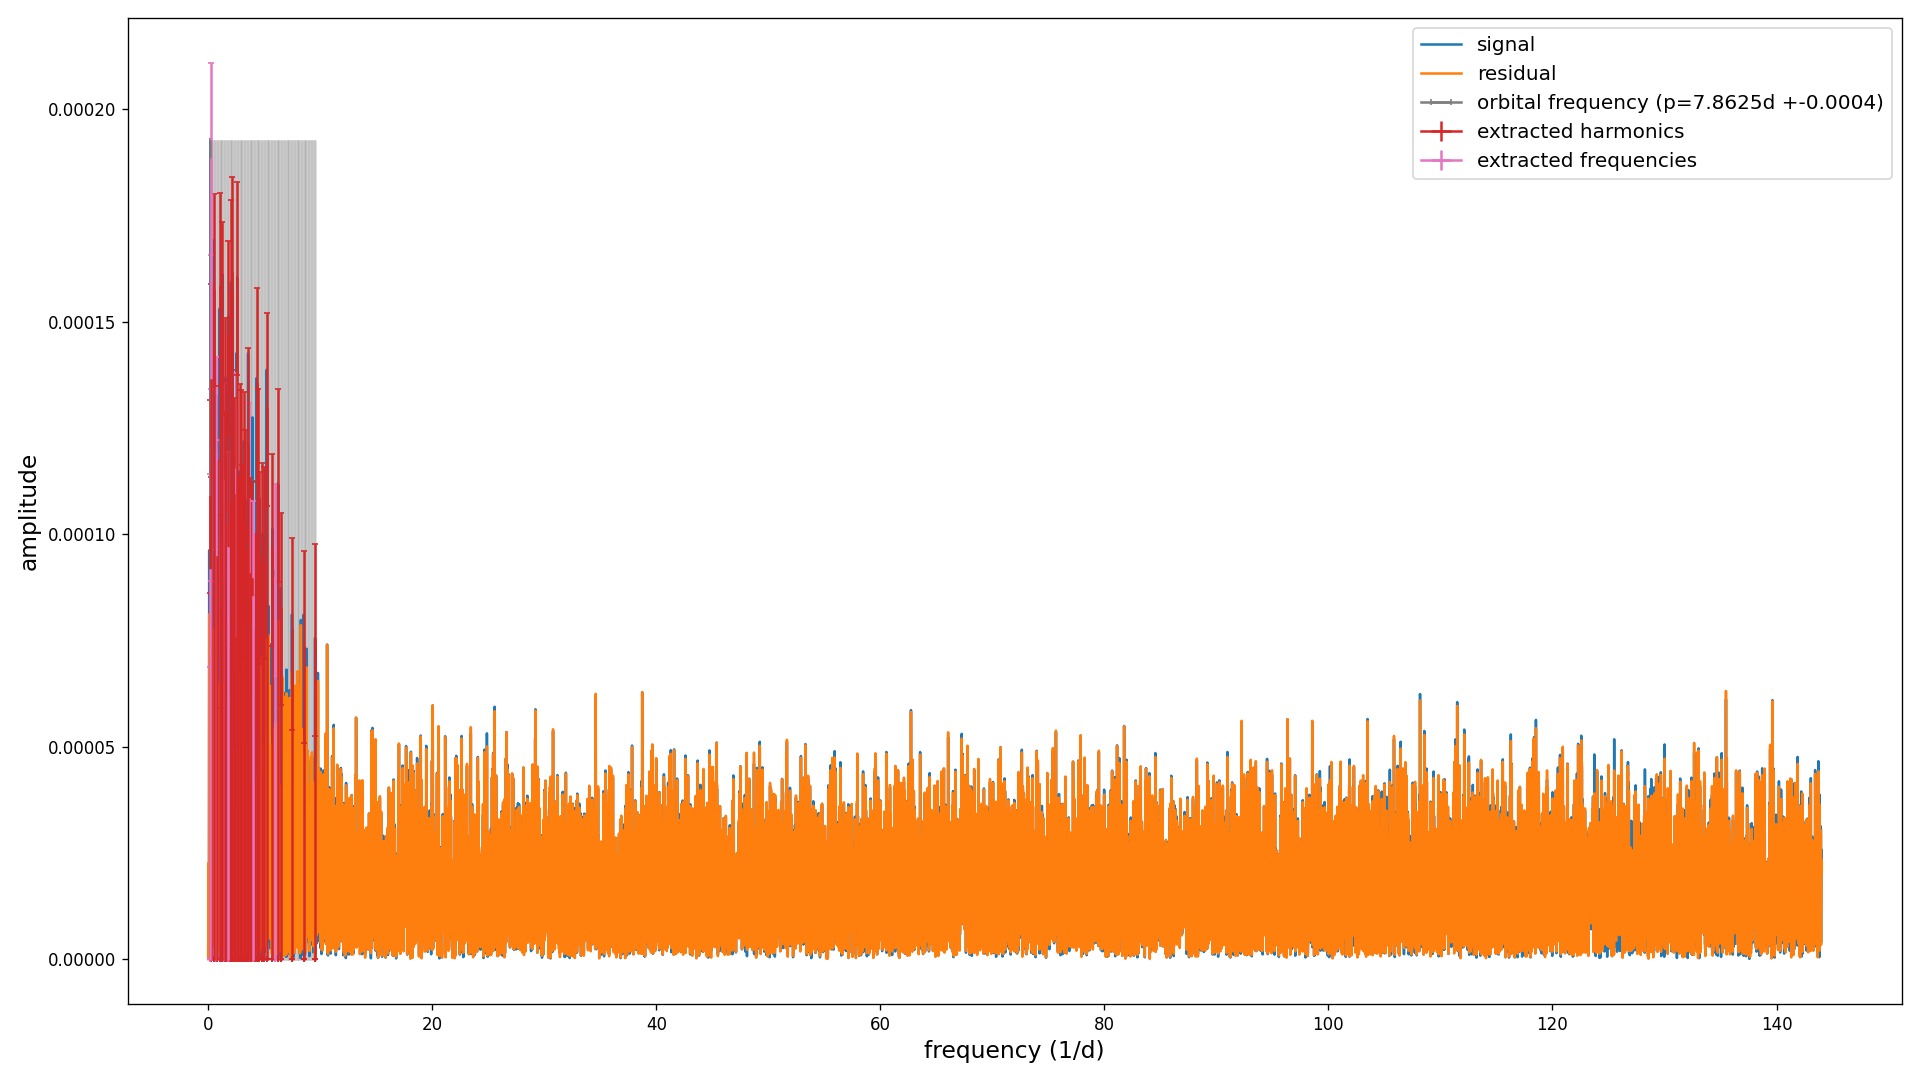 signal
residual
orbital frequency (p=7.8625d +-0.0004)
extracted harmonics
extracted frequencies
0.00020
0.00015
0.00010
0.00005
0.00000
amplitude
0 20 40 60 80 100 120 140
frequency (1/d)